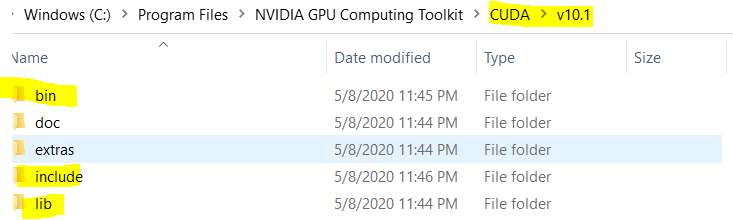 Windows (C:) > Program Files > NVIDIA GPU Computing Toolkit > CUDA > v10.1
Name Date modified Type Size
bin 5/8/2020 11:45 PM File folder
doc 5/8/2020 11:44 PM File folder
extras 5/8/2020 11:44 PM File folder
include 5/8/2020 11:46 PM File folder
lib 5/8/2020 11:44 PM File folder